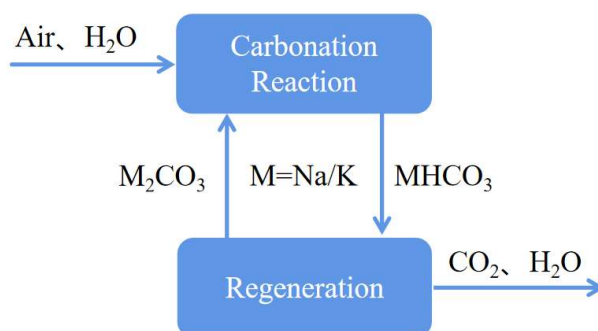 Air、H₂O
Carbonation
Reaction
M₂CO₃
M=Na/K
MHCO₃
Regeneration
CO₂、H₂O